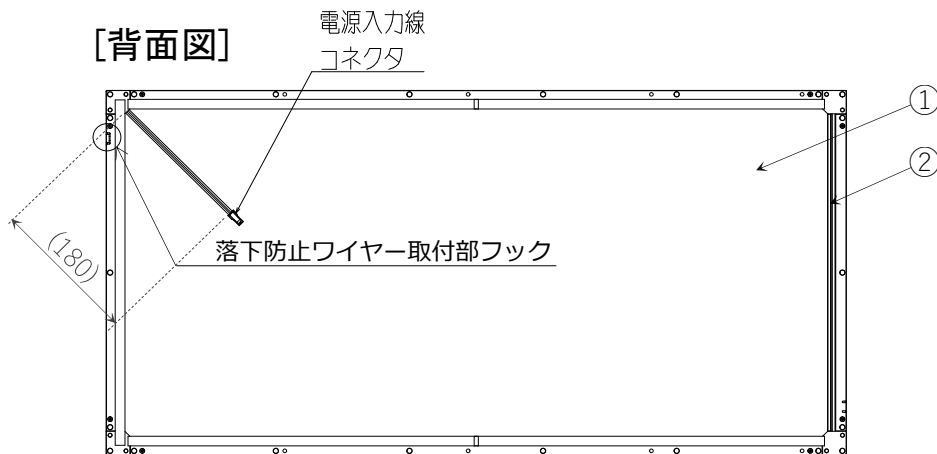 [背面図]
電源入力線
コネクタ
①
②
(180)
落下防止ワイヤー取付部フック